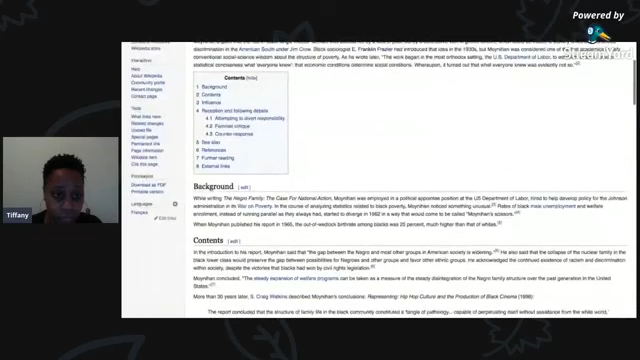 Powered by
StreamYard
discrimination in the American South under Jim Crow. Black sociologist E. Franklin Frazier had introduced that idea in the 1930s, but Moynihan was considered one of the first academics to defy
conventional social-science wisdom about the structure of poverty. As he wrote later, "The work began in the most orthodox setting, the U.S. Department of Labor, to establish at some level of
statistical conciseness what 'everyone knew': that economic conditions determine social conditions. Whereupon, it turned out that what everyone knew was evidently not so."
Wikipedia store
Interaction
Help
About Wikipedia
Community portal
Recent changes
Contact page
Tools
What links here
Related changes
Upload file
Special pages
Permanent link
Page information
Wikidata item
Cite this page
Print/export
Download as PDF
Printable version
Languages
Français
Edit links
Contents [hide]
1 Background
2 Contents
3 Influence
4 Reception and following debate
4.1 Attempting to divert responsibility
4.2 Feminist critique
4.3 Counter-response
5 See also
6 References
7 Further reading
8 External links
Background [ edit ]
While writing The Negro Family: The Case For National Action, Moynihan was employed in a political appointee position at the US Department of Labor, hired to help develop policy for the Johnson
administration in its War on Poverty. In the course of analyzing statistics related to black poverty, Moynihan noticed something unusual: Rates of black male unemployment and welfare
enrollment, instead of running parallel as they always had, started to diverge in 1962 in a way that would come to be called "Moynihan's scissors."
When Moynihan published his report in 1965, the out-of-wedlock birthrate among blacks was 25 percent, much higher than that of whites.
Contents [ edit ]
In the introduction to his report, Moynihan said that "the gap between the Negro and most other groups in American society is widening." He also said that the collapse of the nuclear family in the
black lower class would preserve the gap between possibilities for Negroes and other groups and favor other ethnic groups. He acknowledged the continued existence of racism and discrimination
within society, despite the victories that blacks had won by civil rights legislation.
Moynihan concluded, "The steady expansion of welfare programs can be taken as a measure of the steady disintegration of the Negro family structure over the past generation in the United
States."
More than 30 years later, S. Craig Watkins described Moynihan's conclusions: Representing: Hip Hop Culture and the Production of Black Cinema (1998):
The report concluded that the structure of family life in the black community constituted a 'tangle of pathology... capable of perpetuating itself without assistance from the white world,'
Tiffany